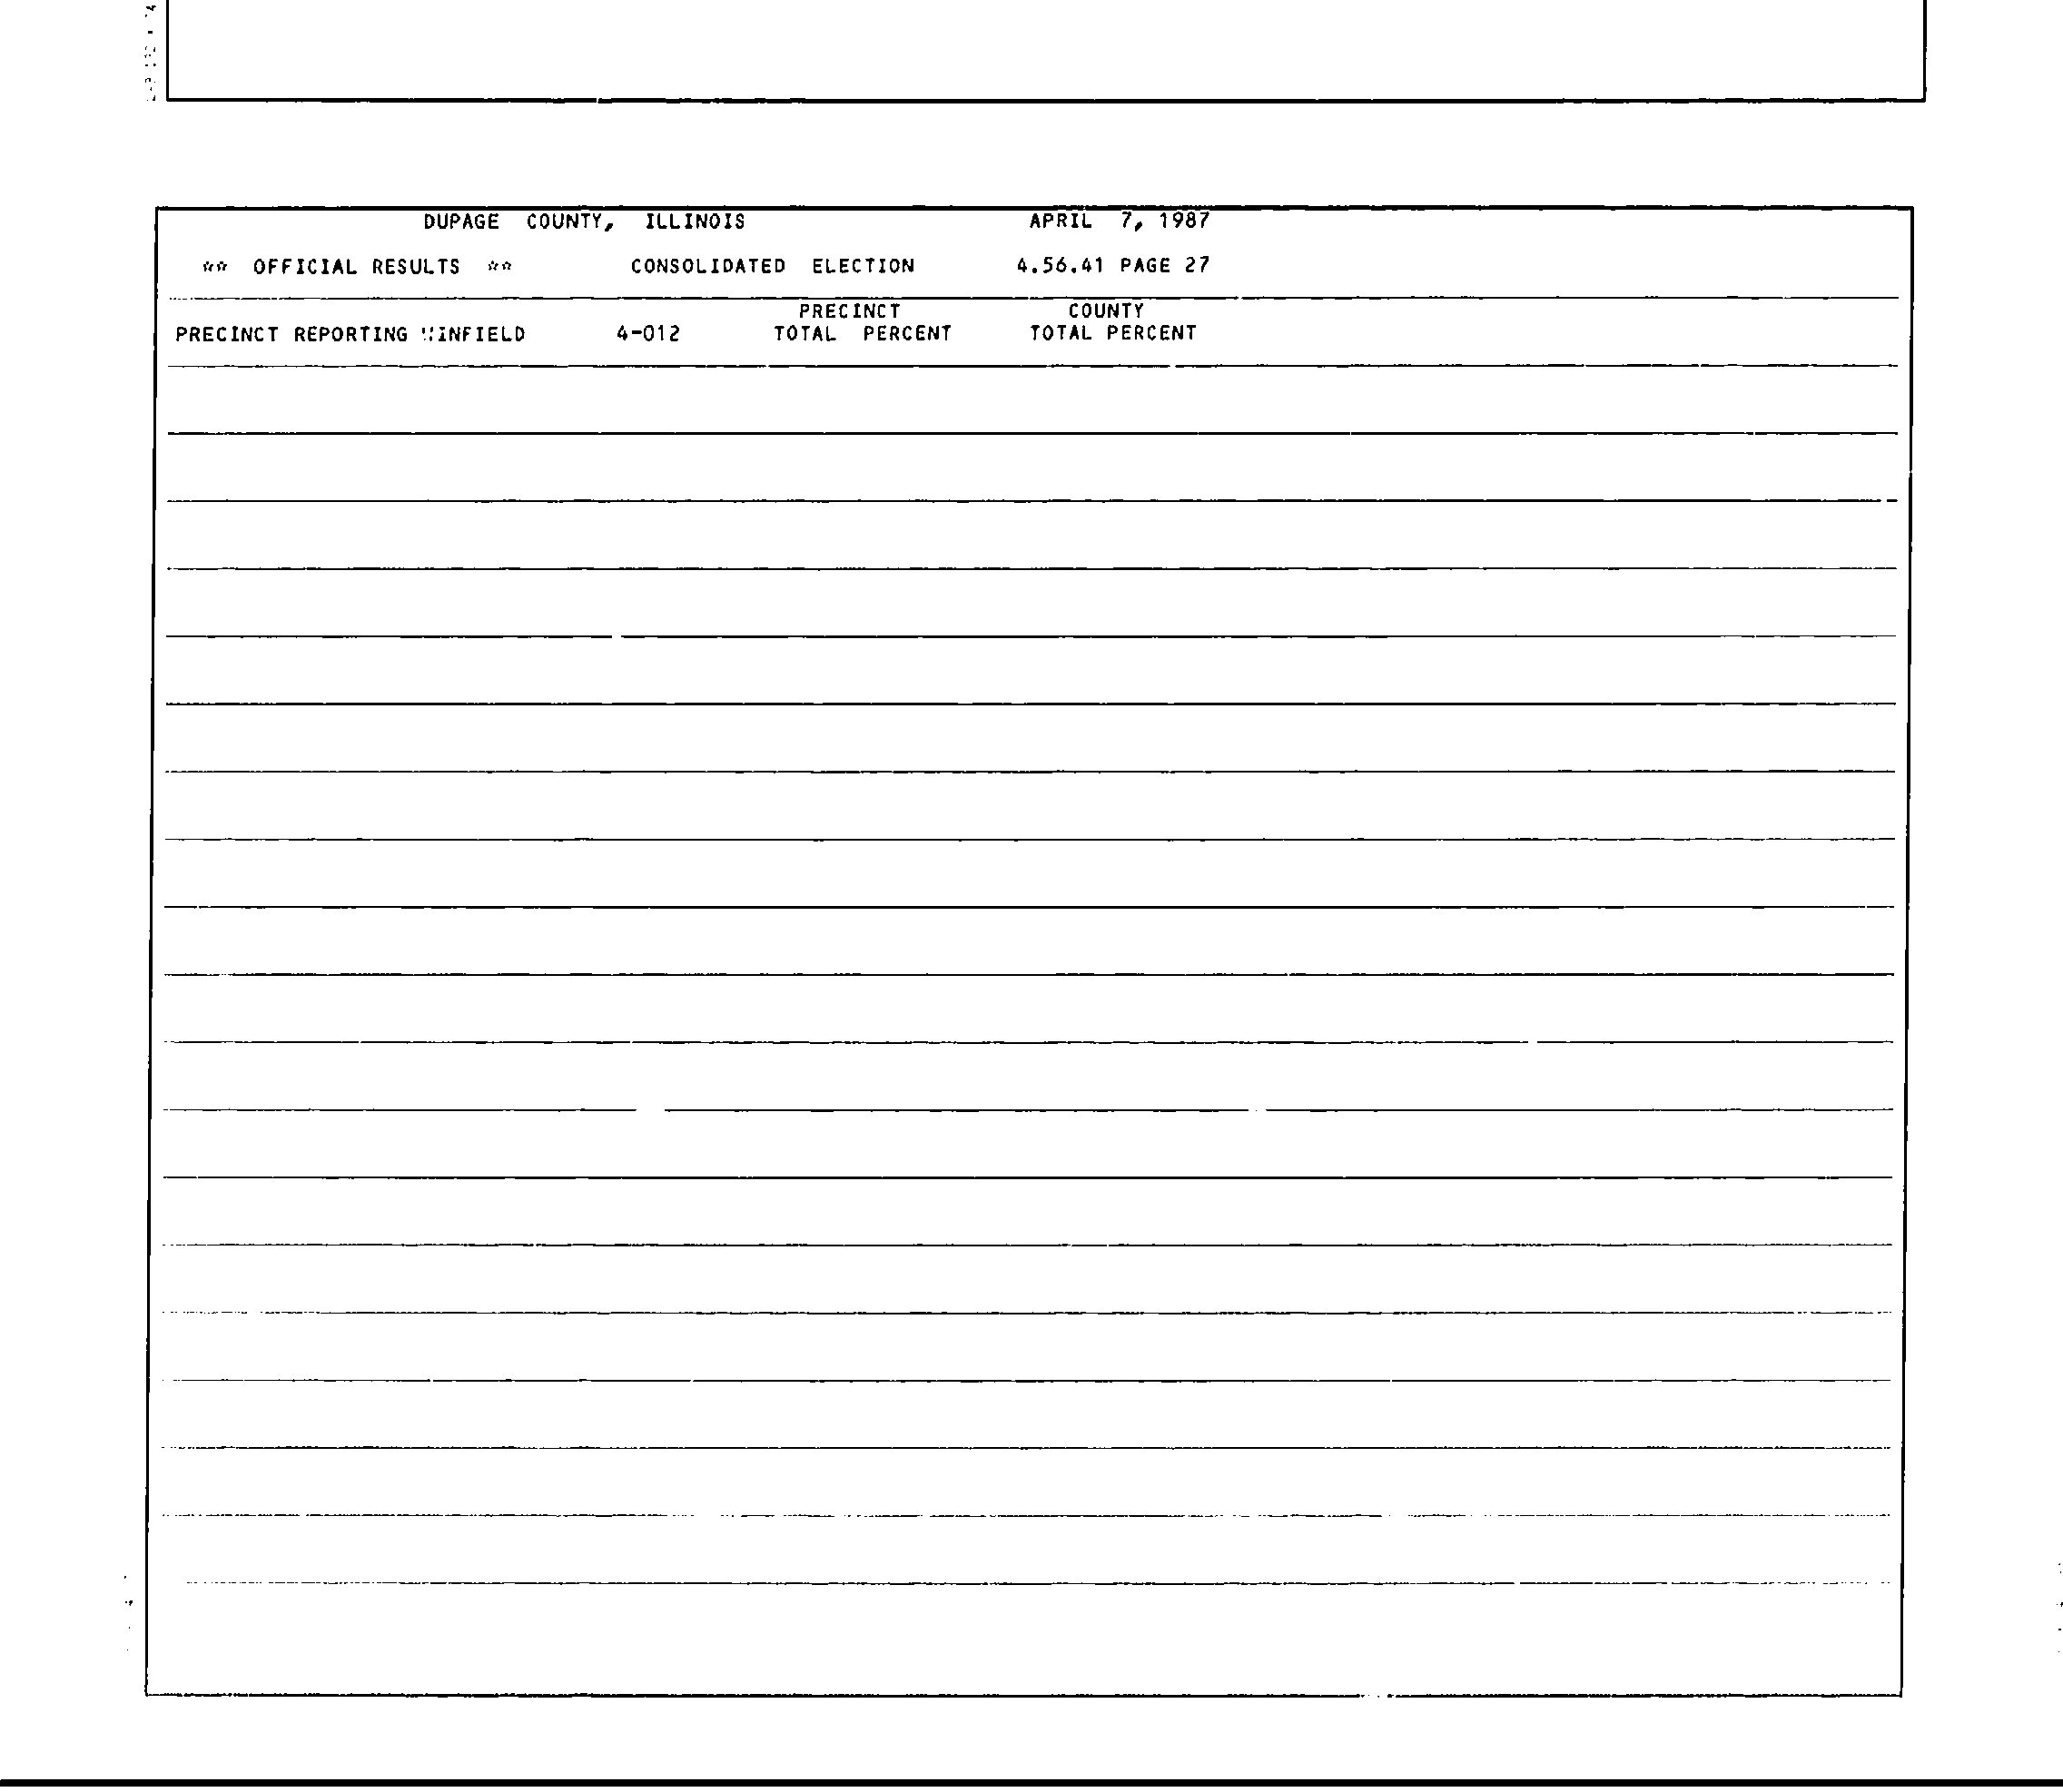 DUPAGE COUNTY, ILLINOIS APRIL 7, 1987
** OFFICIAL RESULTS ** CONSOLIDATED ELECTION 4.56.41 PAGE 27
PRECINCT COUNTY
PRECINCT REPORTING WINFIELD 4-012 TOTAL PERCENT TOTAL PERCENT